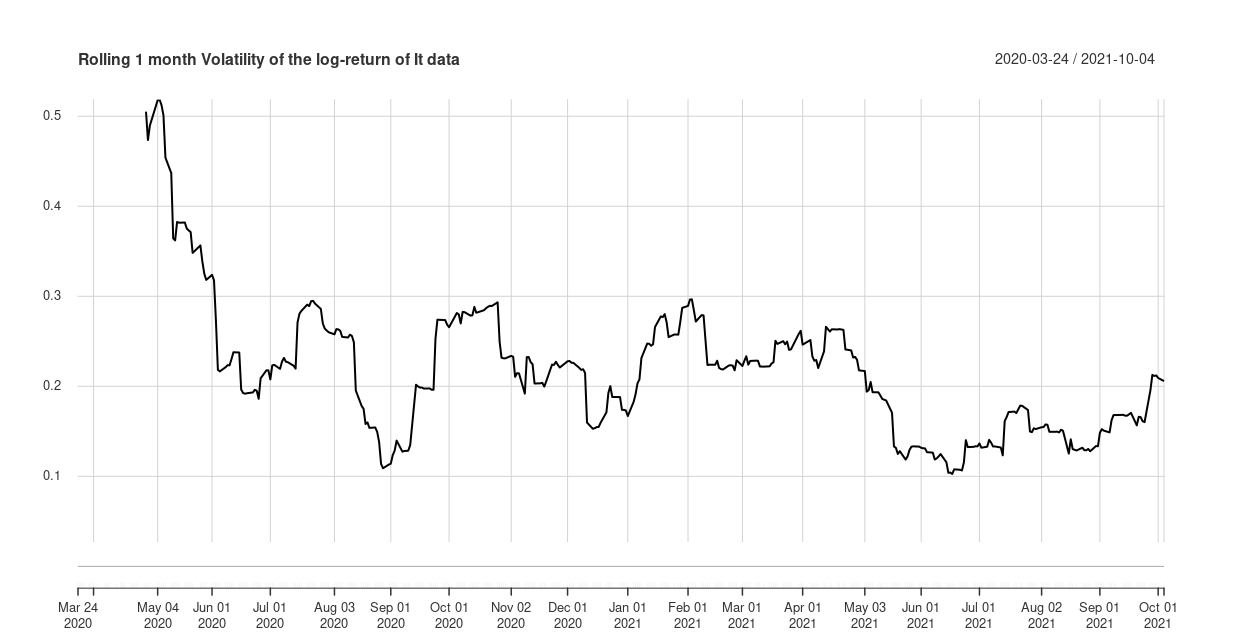 Rolling 1 month Volatility of the log-return of It data
2020-03-24 / 2021-10-04
0.5
0.4
0.3
0.2
0.1
Mar 24 May 04 Jun 01 Jul 01 Aug 03 Sep 01 Oct 01 Nov 02 Dec 01 Jan 01 Feb 01 Mar 01 Apr 01 May 03 Jun 01 Jul 01 Aug 02 Sep 01 Oct 01
2020 2020 2020 2020 2020 2020 2020 2020 2020 2021 2021 2021 2021 2021 2021 2021 2021 2021 2021